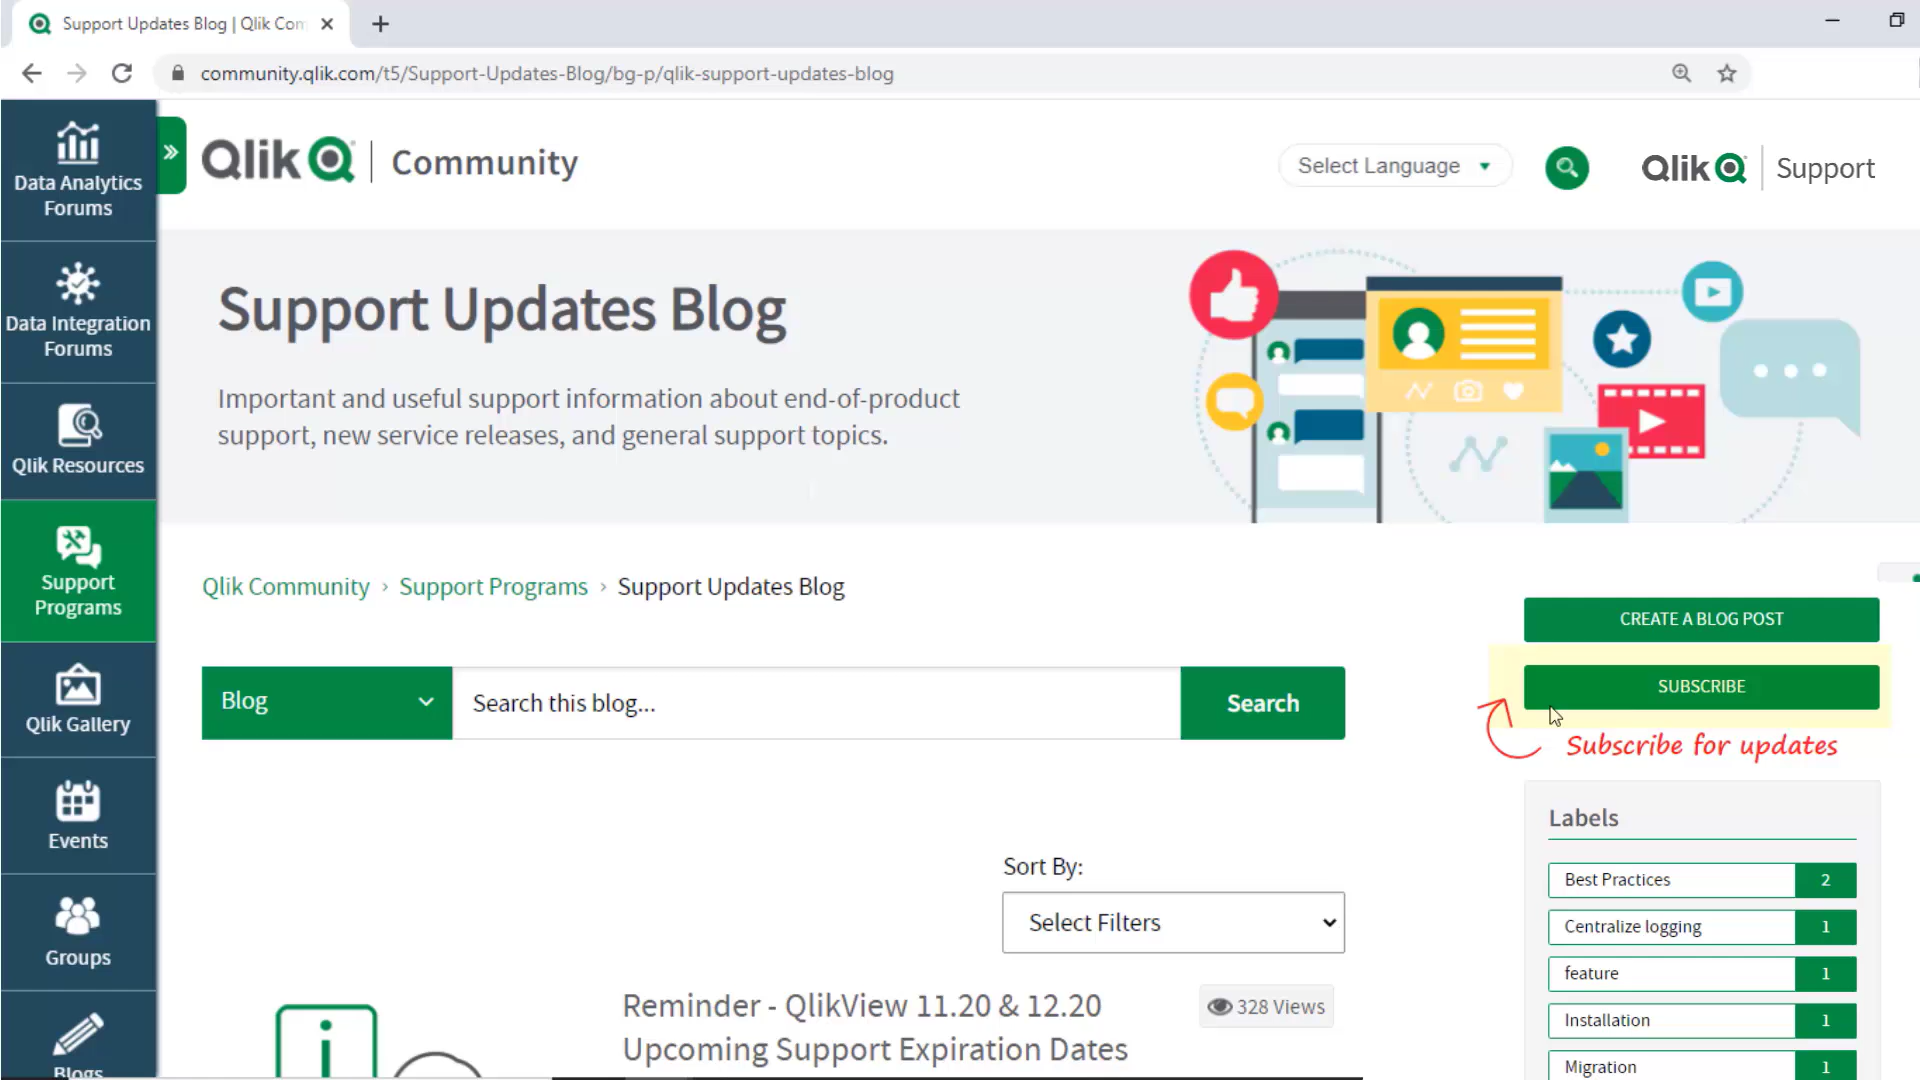 Support Updates Blog | Qlik Com
community.qlik.com/t5/Support-Updates-Blog/bg-p/qlik-support-updates-blog
Data Analytics
Forums
Data Integration
Forums
Qlik Resources
Support
Programs
Qlik Gallery
Events
Groups
Blogs
Qlik Community
Select Language
Qlik Support
Support Updates Blog
Important and useful support information about end-of-product
support, new service releases, and general support topics.
Qlik Community › Support Programs › Support Updates Blog
Blog
Search this blog...
Search
CREATE A BLOG POST
SUBSCRIBE
Subscribe for updates
Sort By:
Select Filters
Reminder - QlikView 11.20 & 12.20
Upcoming Support Expiration Dates
328 Views
Labels
Best Practices 2
Centralize logging 1
feature 1
Installation 1
Migration 1